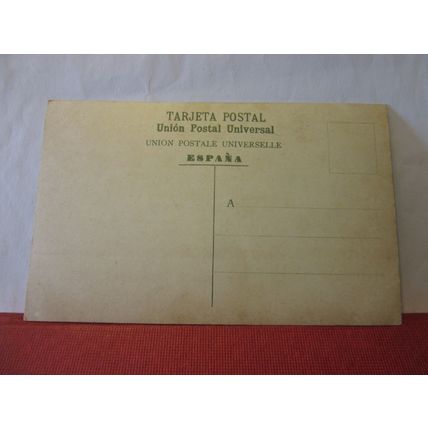 TARJETA POSTAL
Unión Postal Universal
UNION POSTALE UNIVERSELLE
ESPAÑA
A